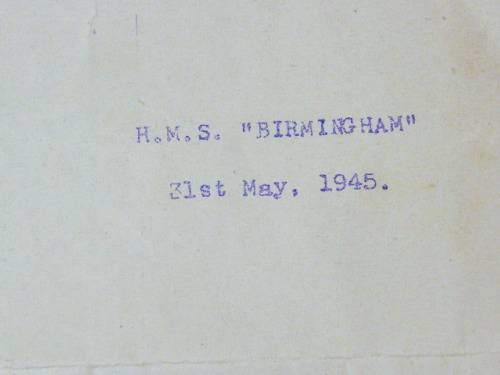 H.M.S. "BIRMINGHAM"
31st May, 1945.